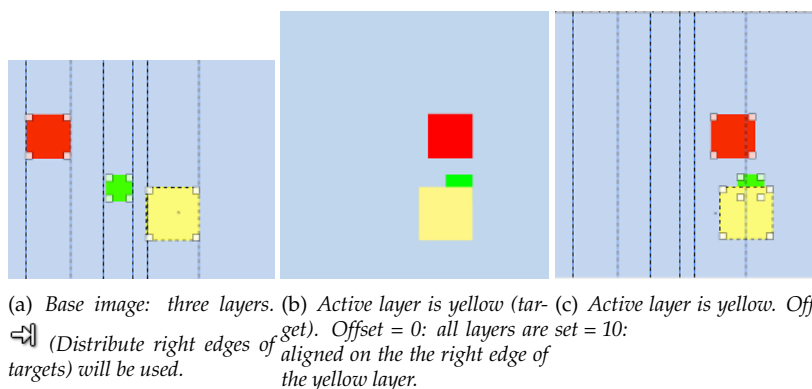 (a) Base image: three layers.
(Distribute right edges of
targets) will be used.
(b) Active layer is yellow (tar-
get). Offset = 0: all layers are
aligned on the the right edge of
the yellow layer.
(c) Active layer is yellow. Off
set = 10: